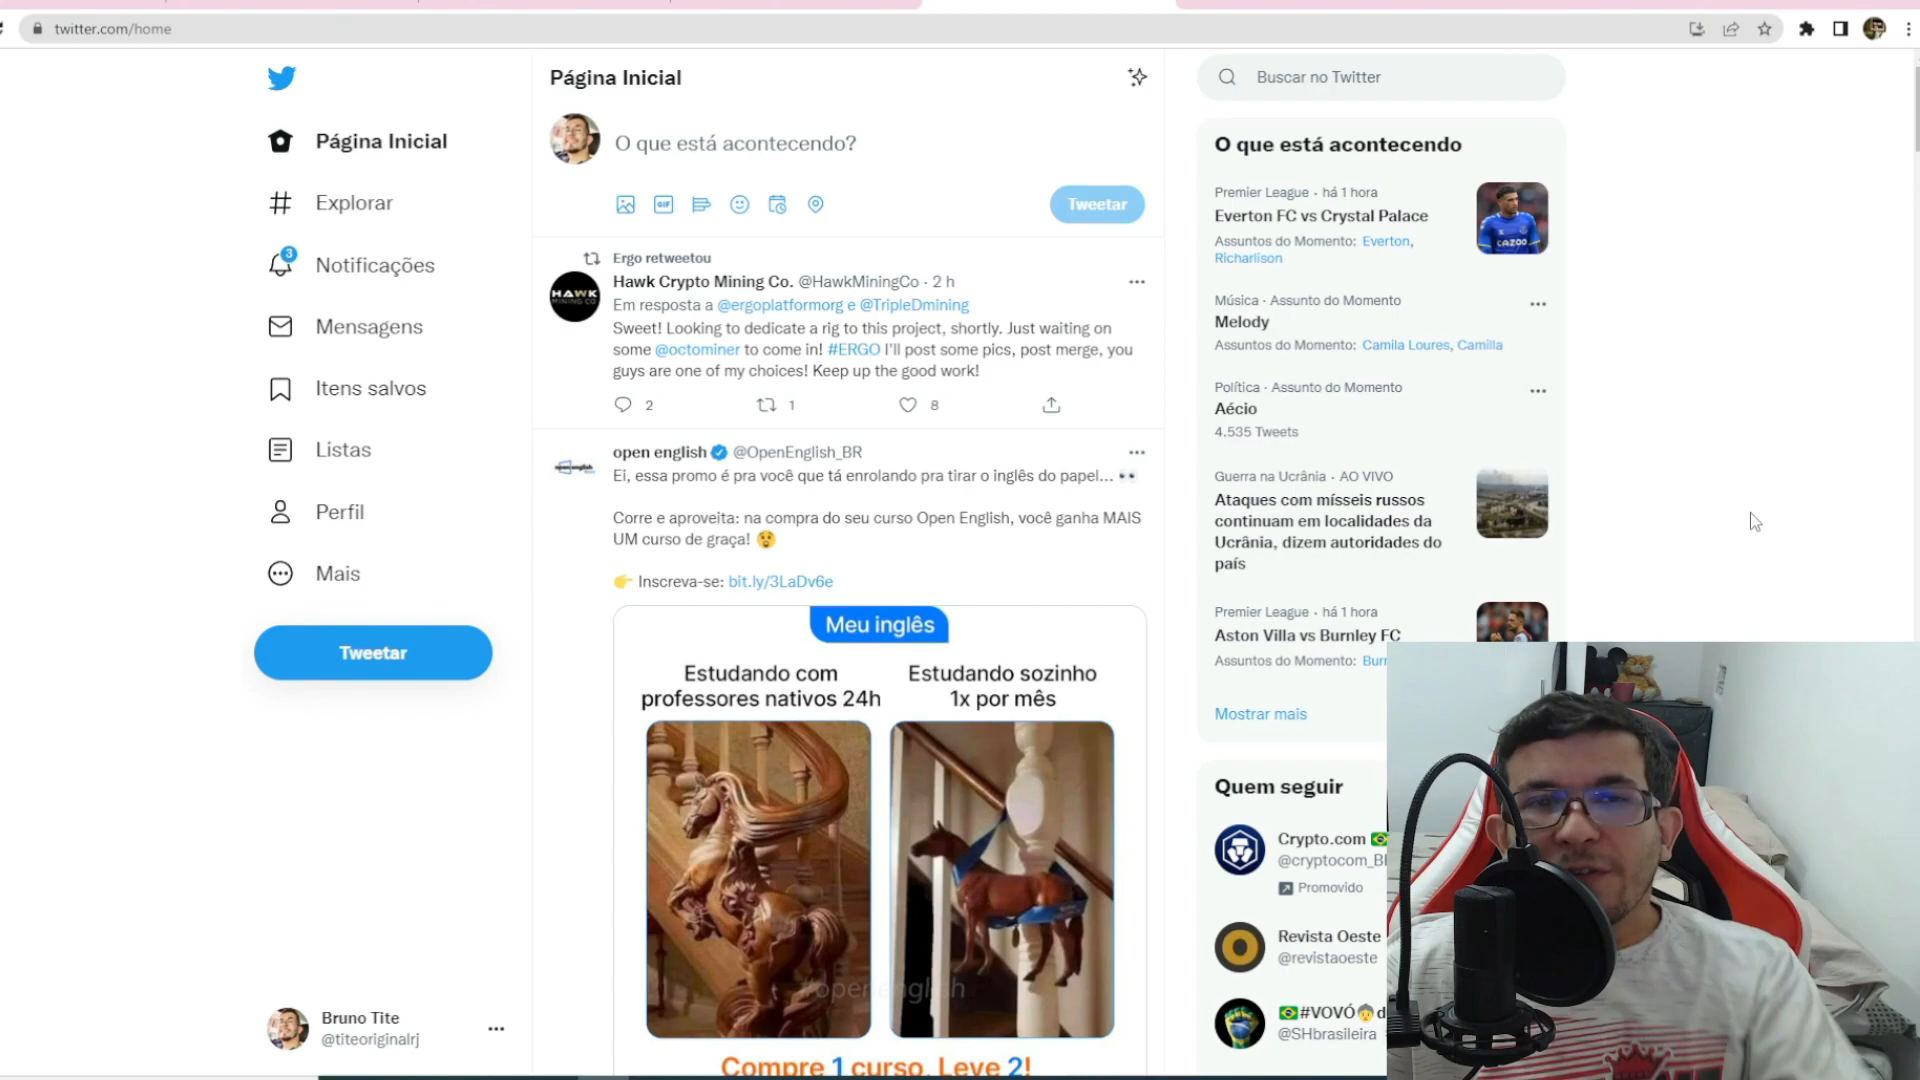 twitter.com/home
Página Inicial
Explorar
3
Notificações
Mensagens
Itens salvos
Listas
Perfil
Mais
Tweetar
Bruno Tite
@titeoriginalrj
Página Inicial
O que está acontecendo?
GIF
Tweetar
Ergo retweetou
HAWK
MINING CO
Hawk Crypto Mining Co. @HawkMiningCo · 2 h
Em resposta a @ergoplatformorg e @TripleDmining
Sweet! Looking to dedicate a rig to this project, shortly. Just waiting on
some @octominer to come in! #ERGO I'll post some pics, post merge, you
guys are one of my choices! Keep up the good work!
2 1 8
open english
open english @OpenEnglish_BR
Ei, essa promo é pra você que tá enrolando pra tirar o inglês do papel... 👀
Corre e aproveita: na compra do seu curso Open English, você ganha MAIS
UM curso de graça! 😲
👉 Inscreva-se: bit.ly/3LaDv6e
Meu inglês
Estudando com
professores nativos 24h
Estudando sozinho
1x por mês
openenglish
Compre 1 curso, Leve 2!
Buscar no Twitter
O que está acontecendo
Premier League · há 1 hora
Everton FC vs Crystal Palace
Assuntos do Momento: Everton,
Richarlison
CAZOO
Música · Assunto do Momento
Melody
Assuntos do Momento: Camila Loures, Camilla
Política · Assunto do Momento
Aécio
4.535 Tweets
Guerra na Ucrânia · AO VIVO
Ataques com mísseis russos
continuam em localidades da
Ucrânia, dizem autoridades do
país
Premier League · há 1 hora
Aston Villa vs Burnley FC
Assuntos do Momento: Burn
Mostrar mais
Quem seguir
Crypto.com 🇧🇷
@cryptocom_B
Promovido
Revista Oeste
@revistaoeste
🇧🇷#VOVÓ👵d
@SHbrasileira